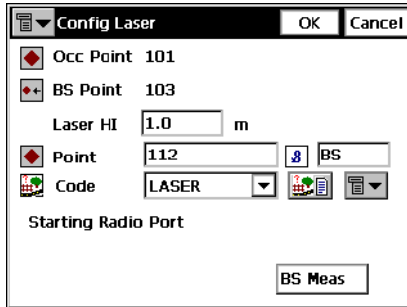 Config Laser OK Cancel
Occ Point 101
BS Point 103
Laser HI 1.0 m
Point 112 BS
Code LASER
Starting Radio Port
BS Meas